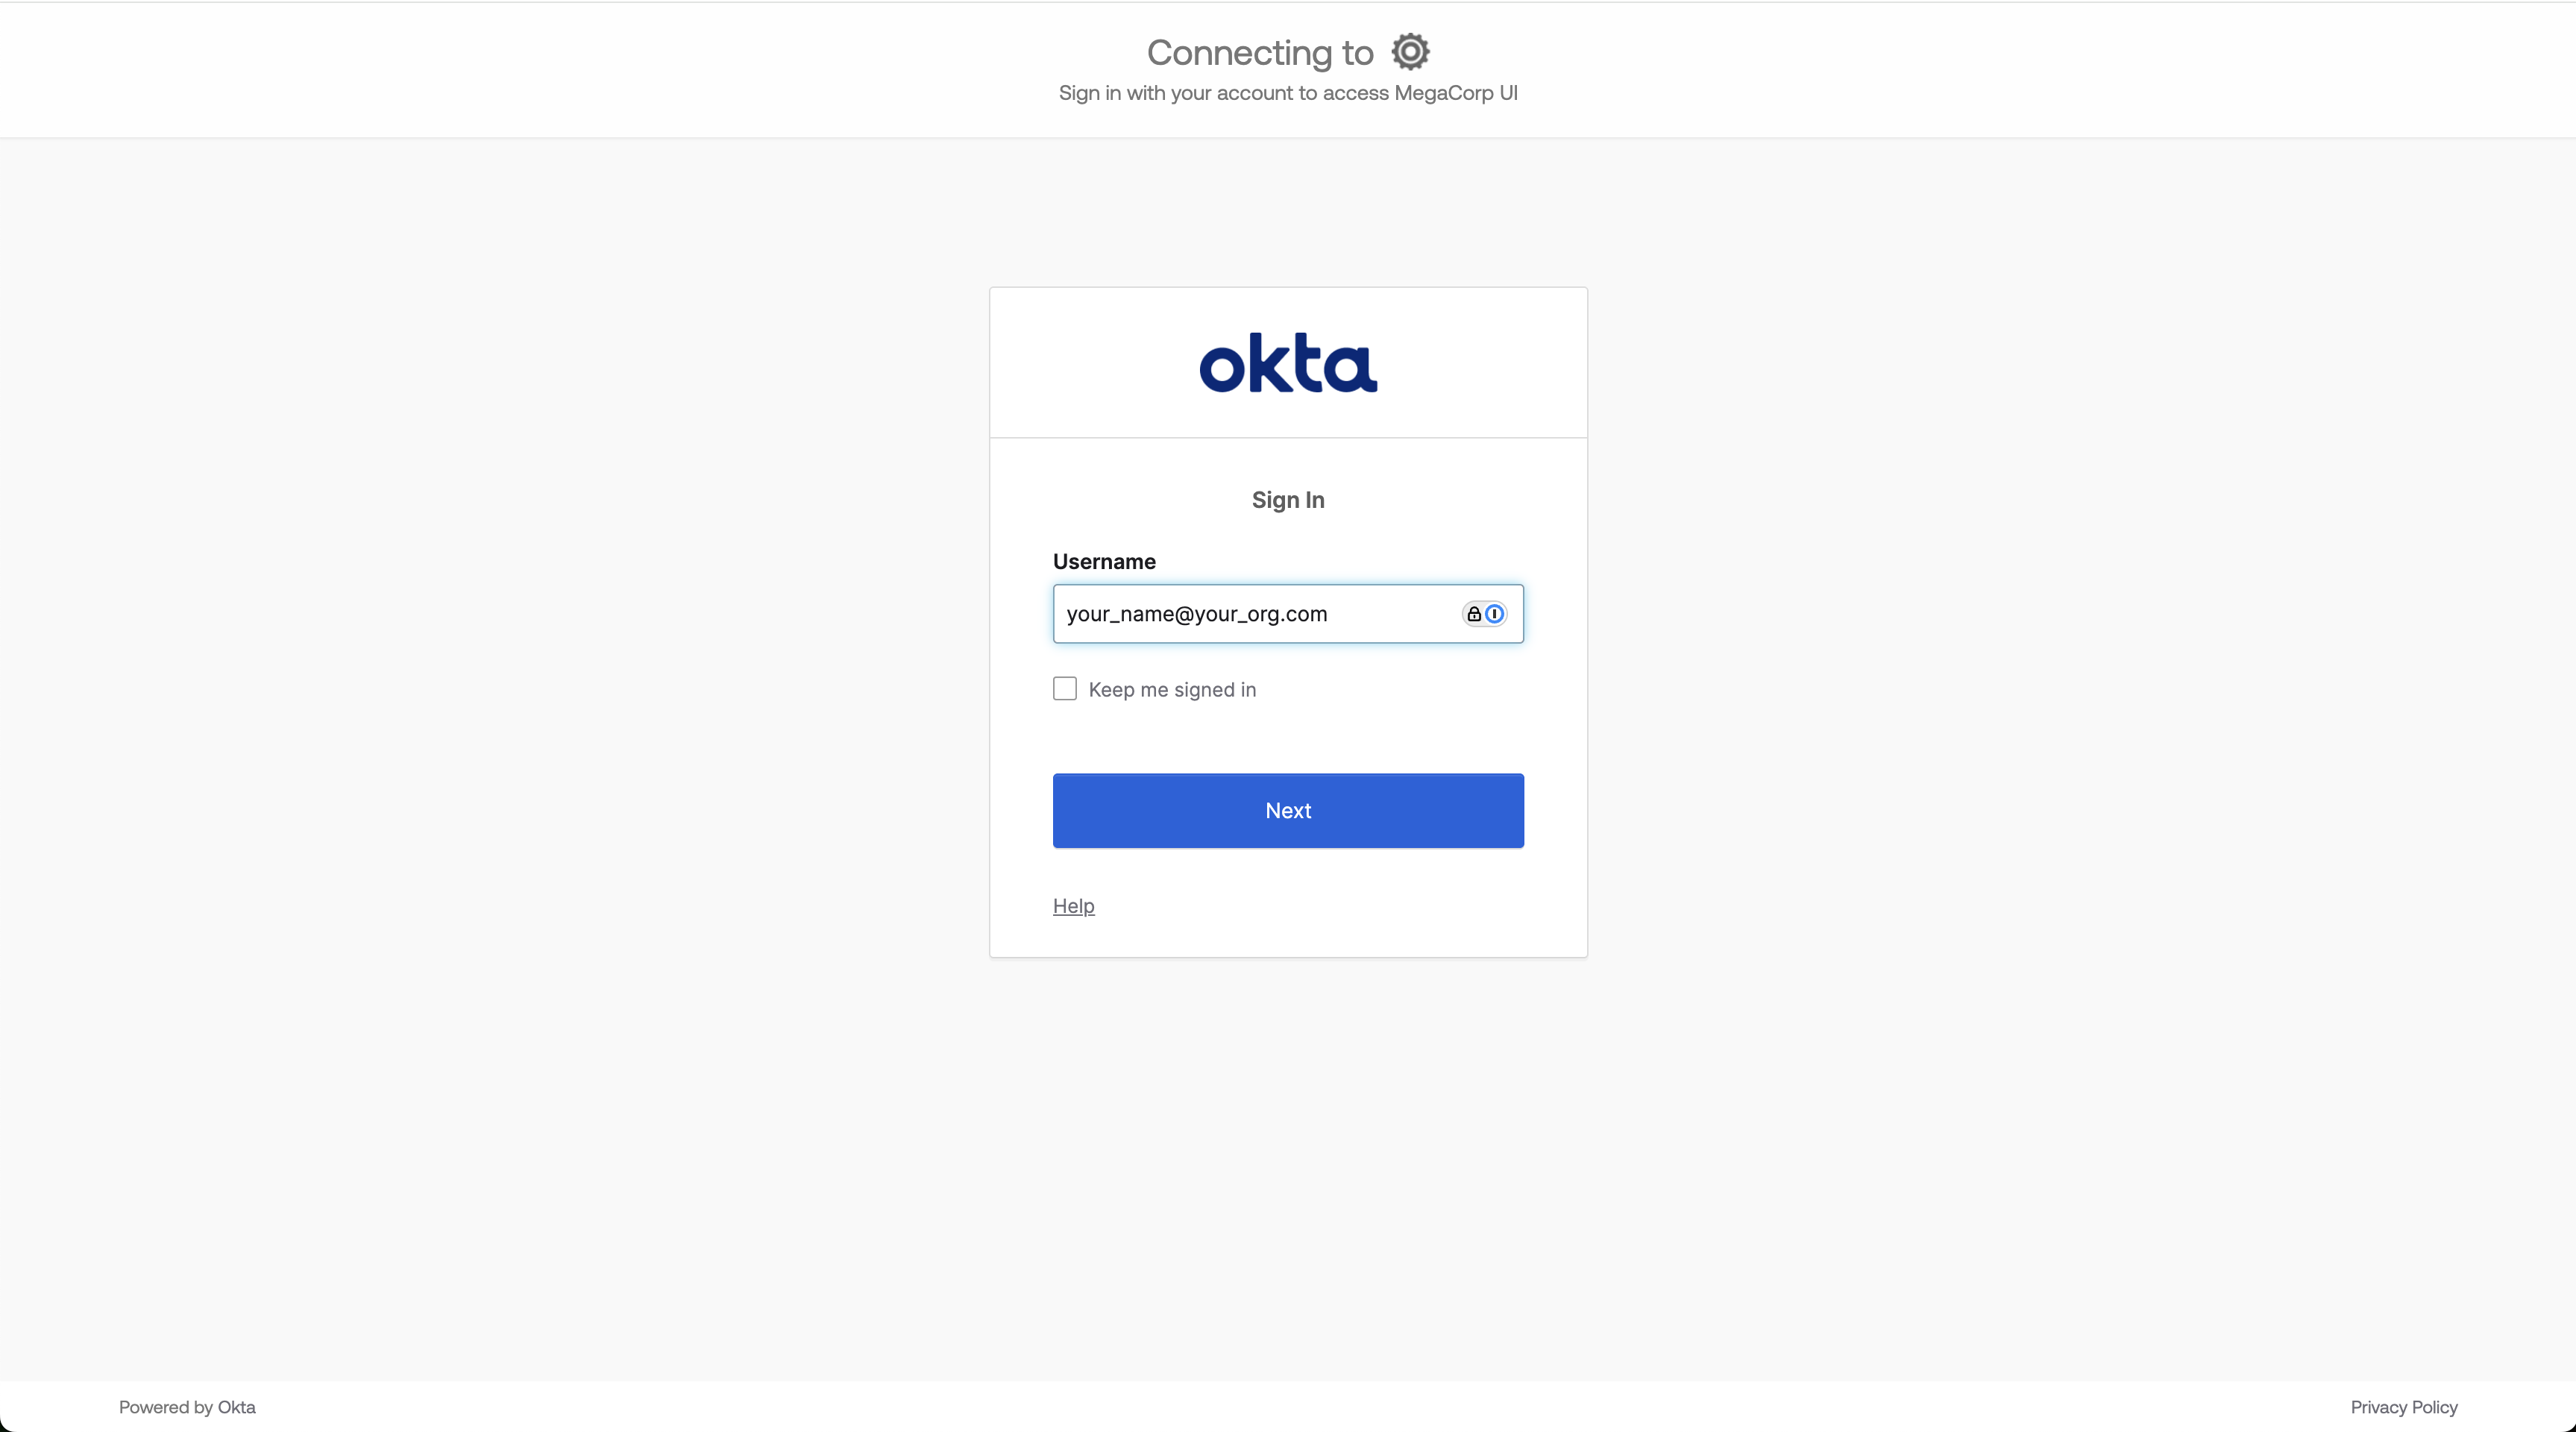 Connecting to
Sign in with your account to access MegaCorp UI
okta
Sign In
Username
your_name@your_org.com
Keep me signed in
Next
Help
Powered by Okta
Privacy Policy